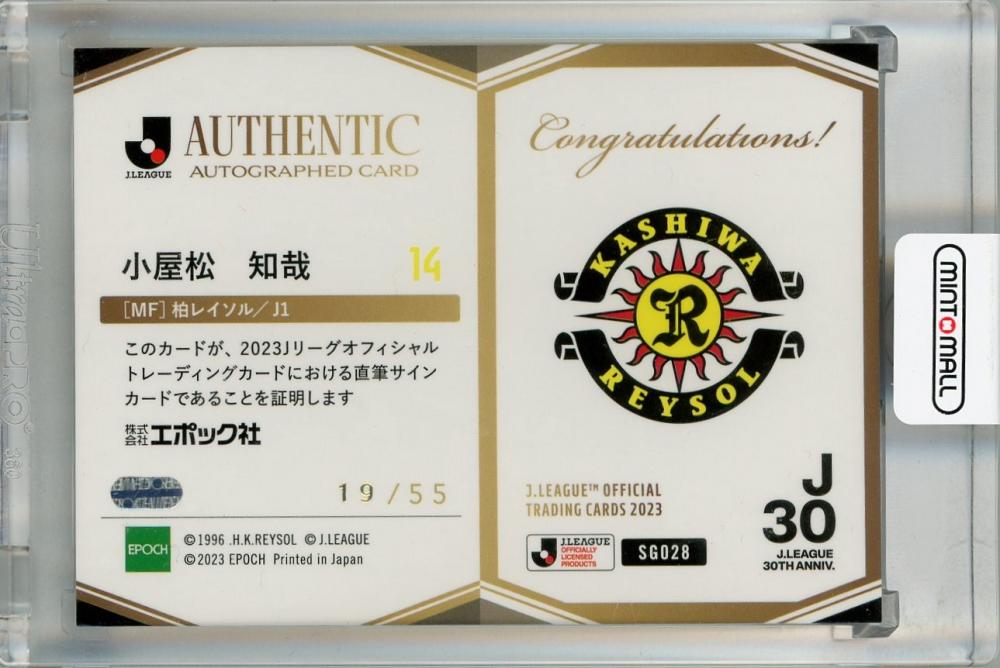 J.LEAGUE
AUTHENTIC
AUTOGRAPHED CARD
小屋松 知哉 14
[MF] 柏レイソル/J1
このカードが、2023Jリーグオフィシャル
トレーディングカードにおける直筆サイン
カードであることを証明します
株式会社エポック社
19/55
EPOCH
©1996 .H.K.REYSOL ©J.LEAGUE
©2023 EPOCH Printed in Japan
Congratulations!
KASHIWA
R
REYSOL
J.LEAGUE™ OFFICIAL
TRADING CARDS 2023
J.LEAGUE
OFFICIALLY
LICENSED
PRODUCTS
SG028
J
30
J.LEAGUE
30TH ANNIV.
MINT
MALL